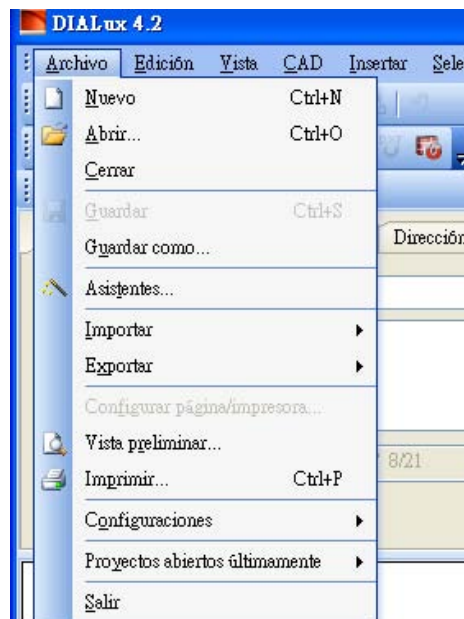 DIALux 4.2
Archivo Edición Vista CAD Insertar Sele
Nuevo Ctrl+N
Abrir... Ctrl+O
Cerrar
Guardar Ctrl+S
Guardar como...
Dirección
Asistentes...
Importar
Exportar
Configurar página/impresora...
Vista preliminar...
8/21
Imprimir... Ctrl+P
Configuraciones
Proyectos abiertos últimamente
Salir